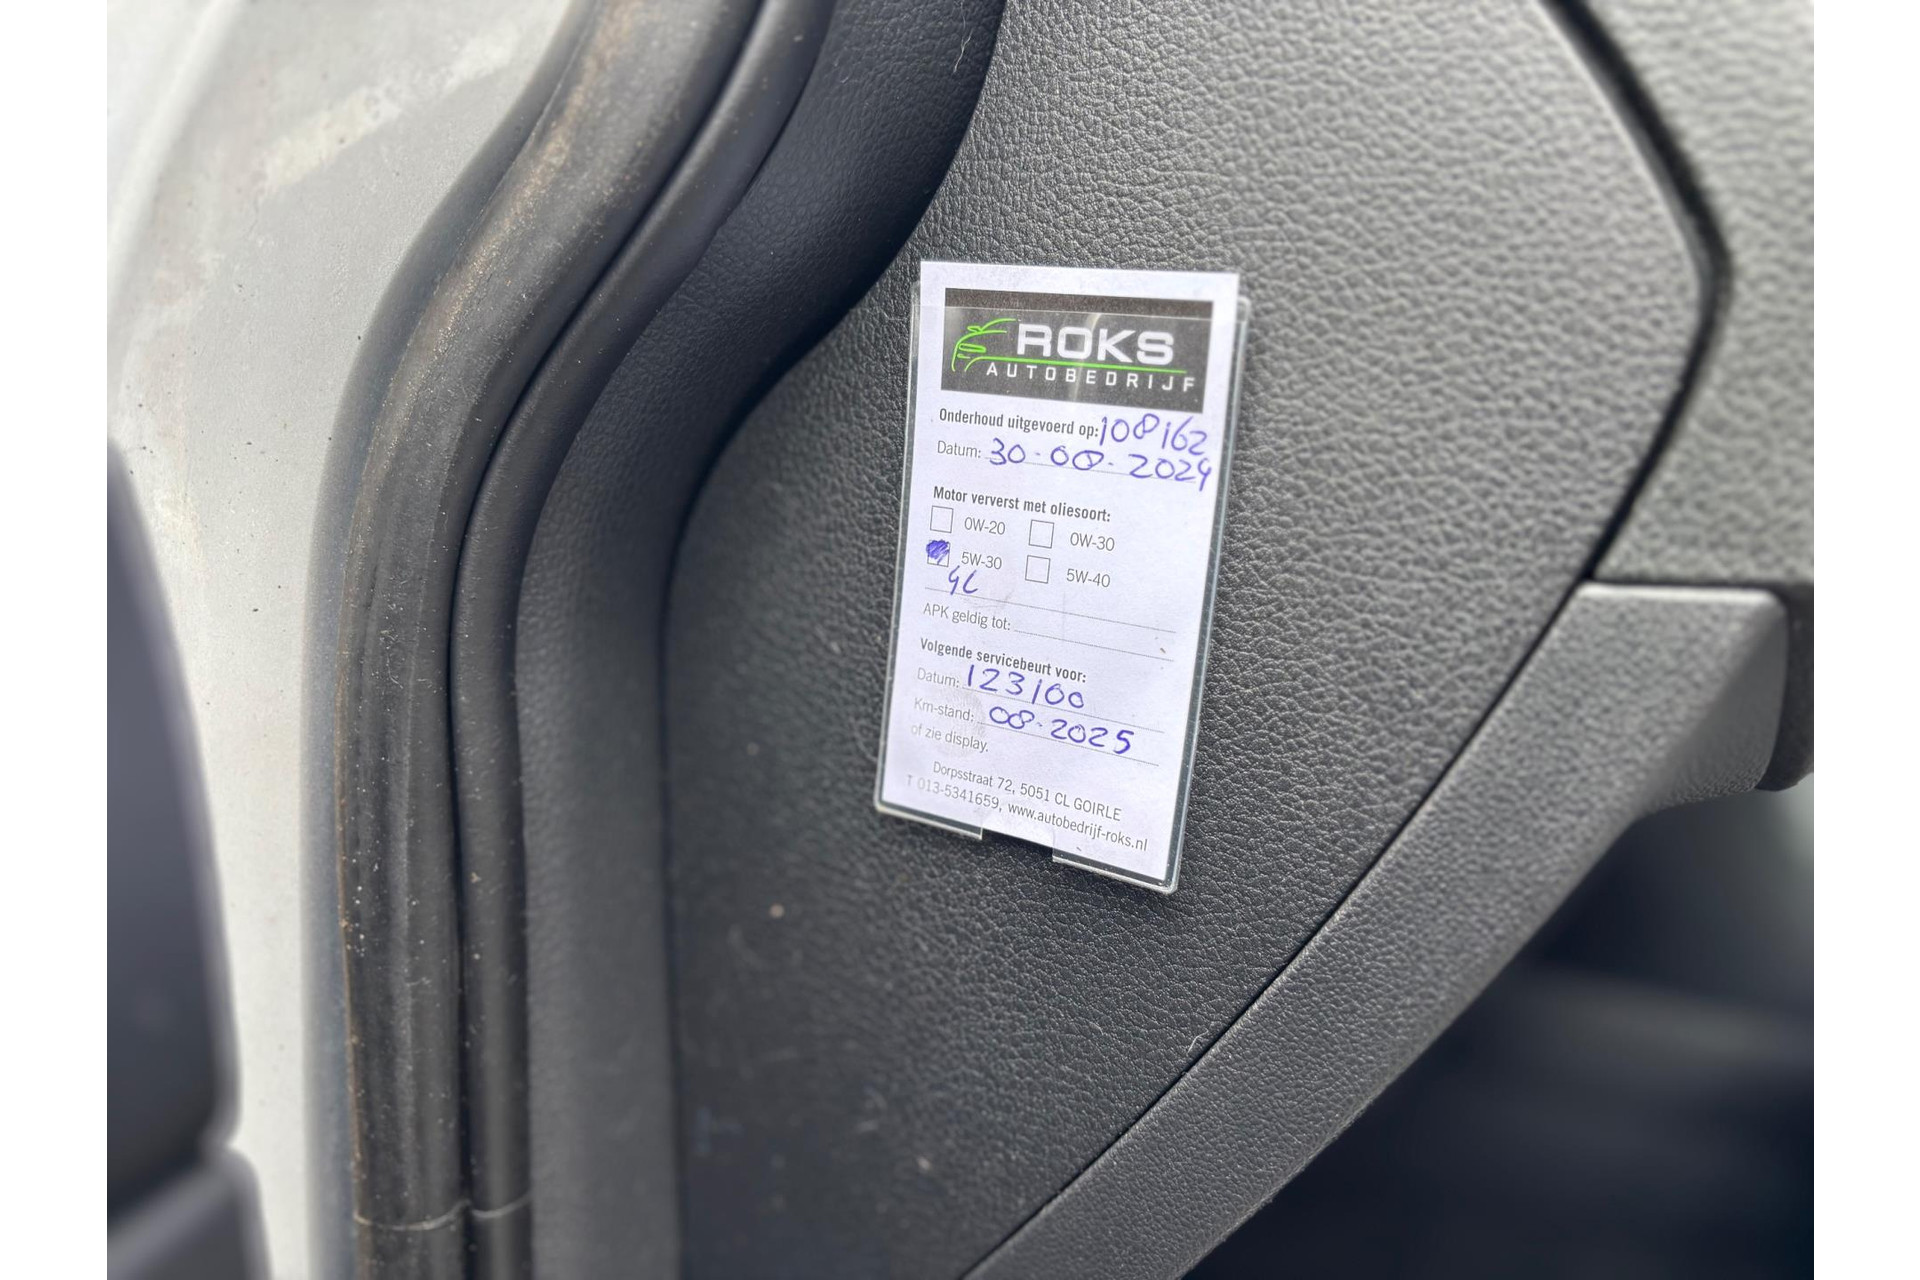 ROKS
AUTOBEDRIJF
Onderhoud uitgevoerd op: 108162
Datum: 30-08-2024
Motor ververst met oliesoort:
0W-20 0W-30
5W-30 5W-40
4L
APK geldig tot:
Volgende servicebeurt voor:
Datum: 123100
Km-stand: 08-2025
of zie display.
Dorpsstraat 72, 5051 CL GOIRLE
T 013-5341659, www.autobedrijf-roks.nl